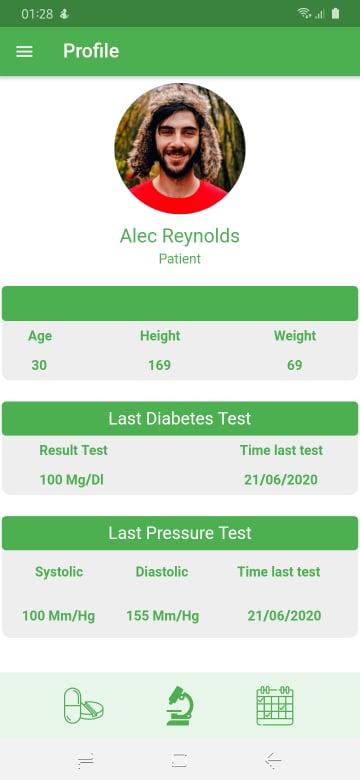 01:28
Profile
Alec Reynolds
Patient
Age Height Weight
30 169 69
Last Diabetes Test
Result Test Time last test
100 Mg/Dl 21/06/2020
Last Pressure Test
Systolic Diastolic Time last test
100 Mm/Hg 155 Mm/Hg 21/06/2020